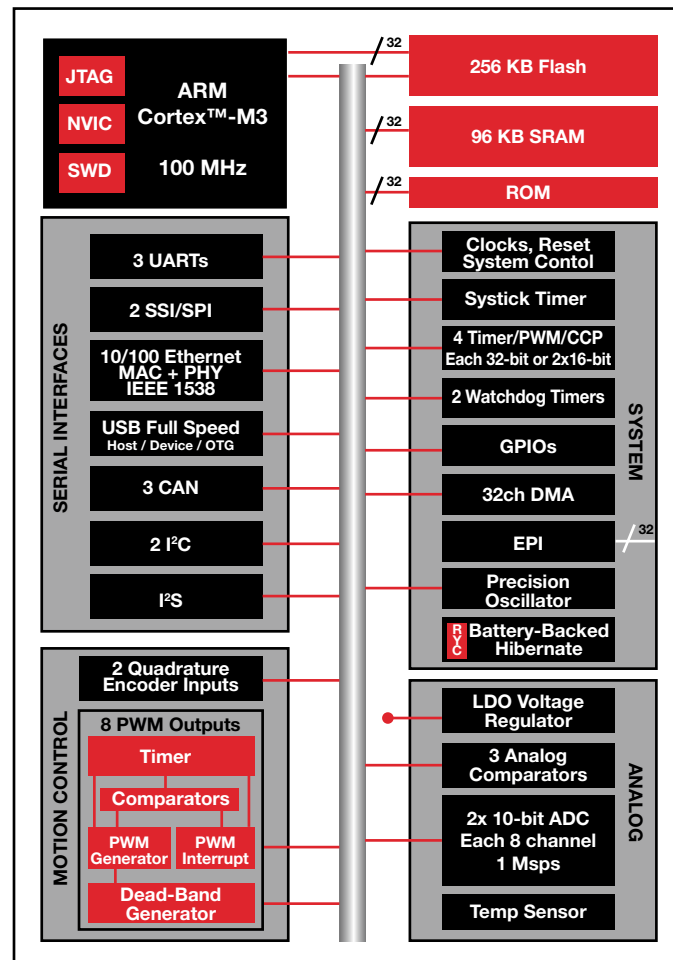 JTAG
NVIC
SWD
ARM
Cortex™-M3
100 MHz
32
256 KB Flash
32
96 KB SRAM
32
ROM
SERIAL INTERFACES
3 UARTs
2 SSI/SPI
10/100 Ethernet
MAC + PHY
IEEE 1538
USB Full Speed
Host / Device / OTG
3 CAN
2 I²C
I²S
SYSTEM
Clocks, Reset
System Contol
Systick Timer
4 Timer/PWM/CCP
Each 32-bit or 2x16-bit
2 Watchdog Timers
GPIOs
32ch DMA
EPI
32
Precision
Oscillator
RYC
Battery-Backed
Hibernate
MOTION CONTROL
2 Quadrature
Encoder Inputs
8 PWM Outputs
Timer
Comparators
PWM
Generator
PWM
Interrupt
Dead-Band
Generator
ANALOG
LDO Voltage
Regulator
3 Analog
Comparators
2x 10-bit ADC
Each 8 channel
1 Msps
Temp Sensor